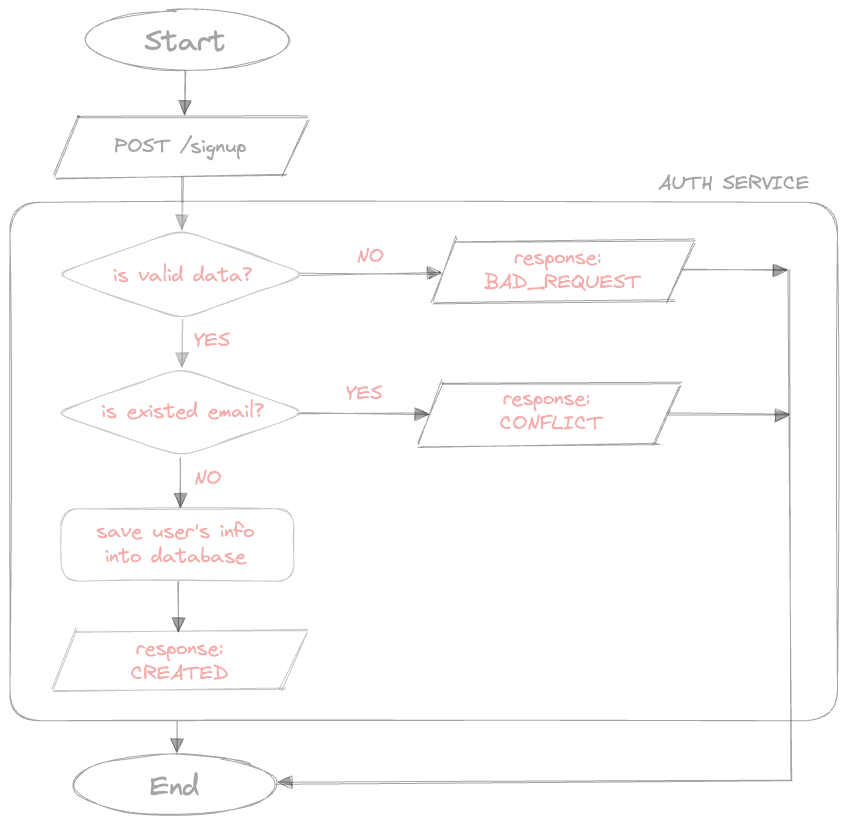 Start
POST /signup
AUTH SERVICE
is valid data?
NO
response:
BAD_REQUEST
YES
is existed email?
YES
response:
CONFLICT
NO
save user's info
into database
response:
CREATED
End